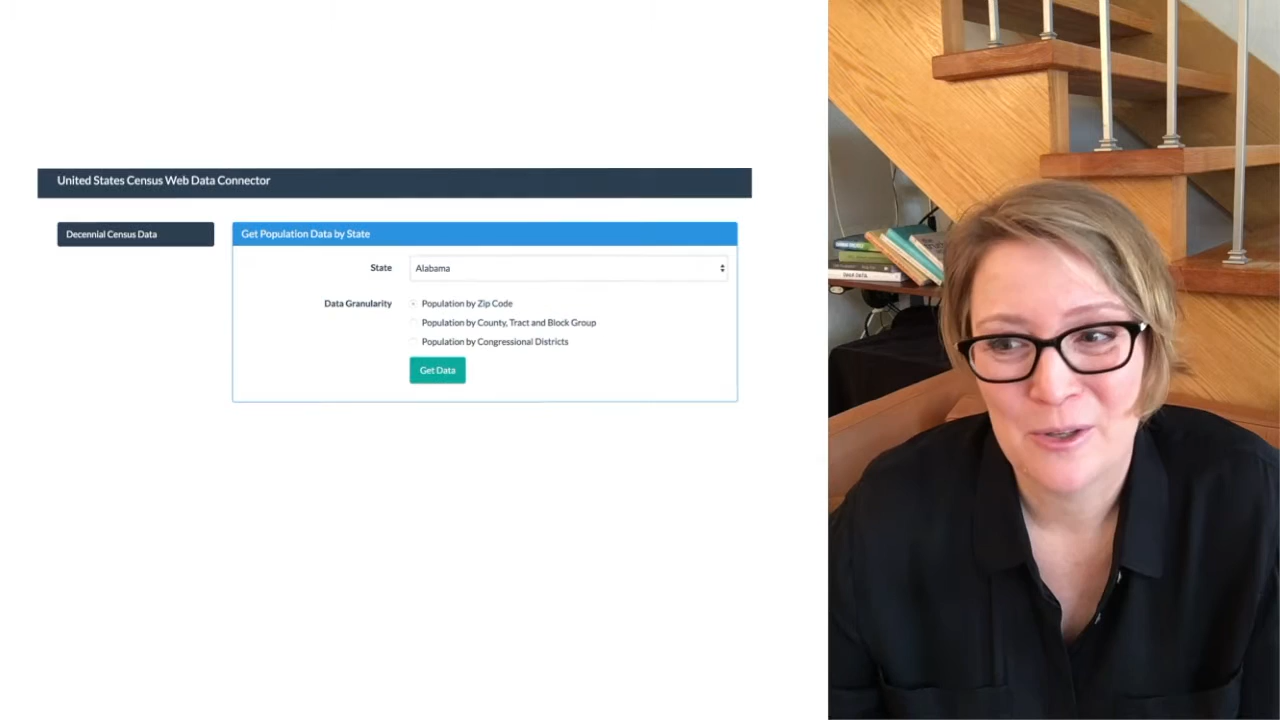 United States Census Web Data Connector
Decennial Census Data
Get Population Data by State
State
Alabama
Data Granularity
Population by Zip Code
Population by County, Tract and Block Group
Population by Congressional Districts
Get Data